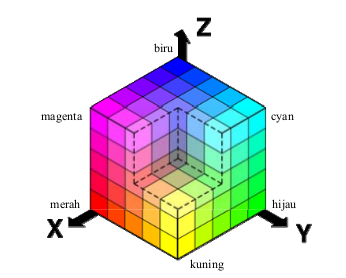 Z
biru
magenta
cyan
merah
hijau
X
Y
kuning